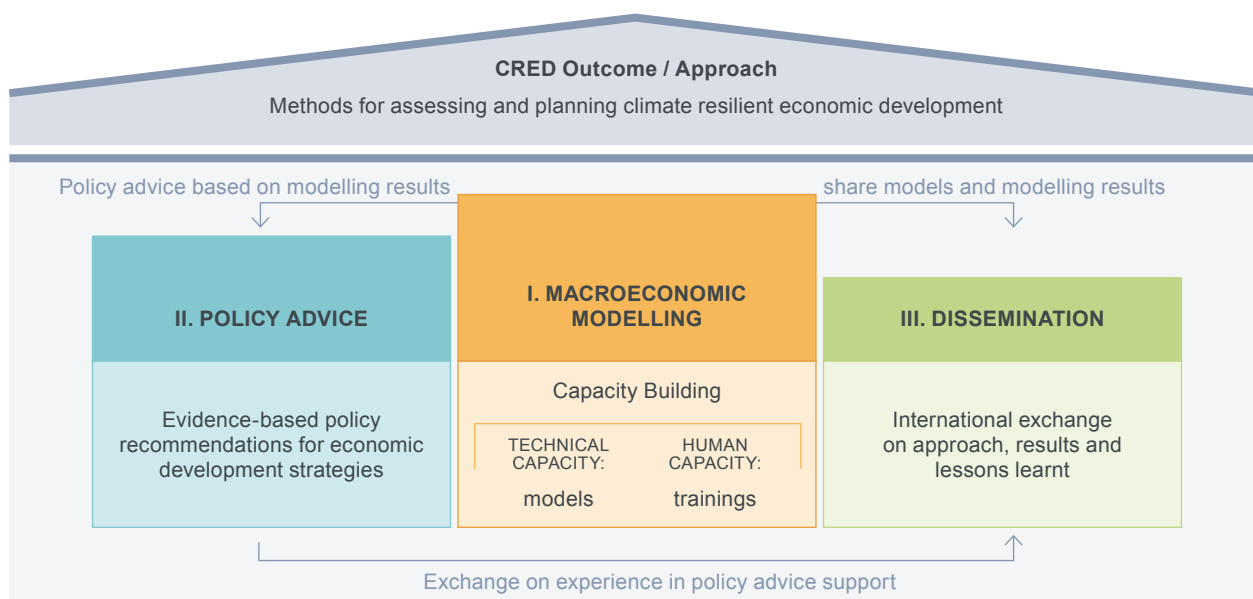 CRED Outcome / Approach
Methods for assessing and planning climate resilient economic development
Policy advice based on modelling results
share models and modelling results
II. POLICY ADVICE
Evidence-based policy
recommendations for economic
development strategies
I. MACROECONOMIC
MODELLING
Capacity Building
TECHNICAL
CAPACITY:
models
HUMAN
CAPACITY:
trainings
III. DISSEMINATION
International exchange
on approach, results and
lessons learnt
Exchange on experience in policy advice support